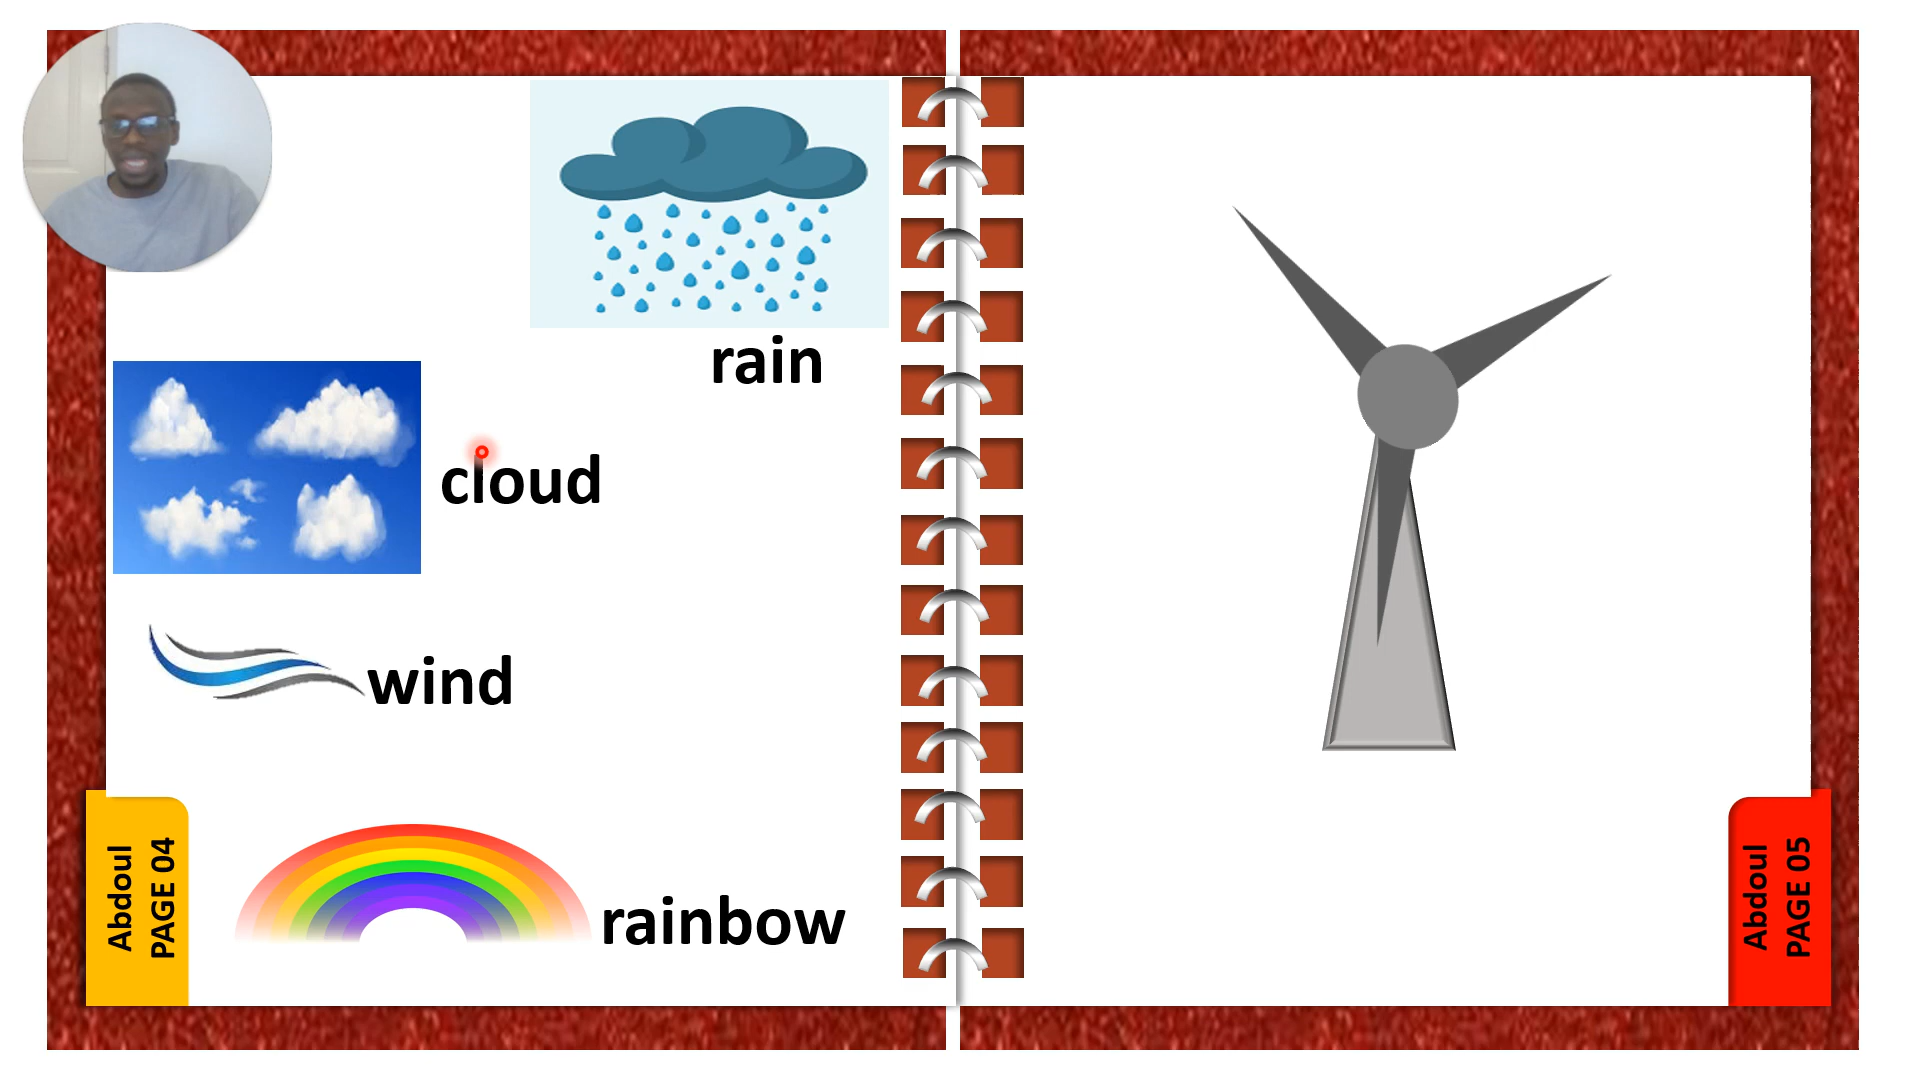 rain
cloud
wind
rainbow
Abdoul
PAGE 04
Abdoul
PAGE 05